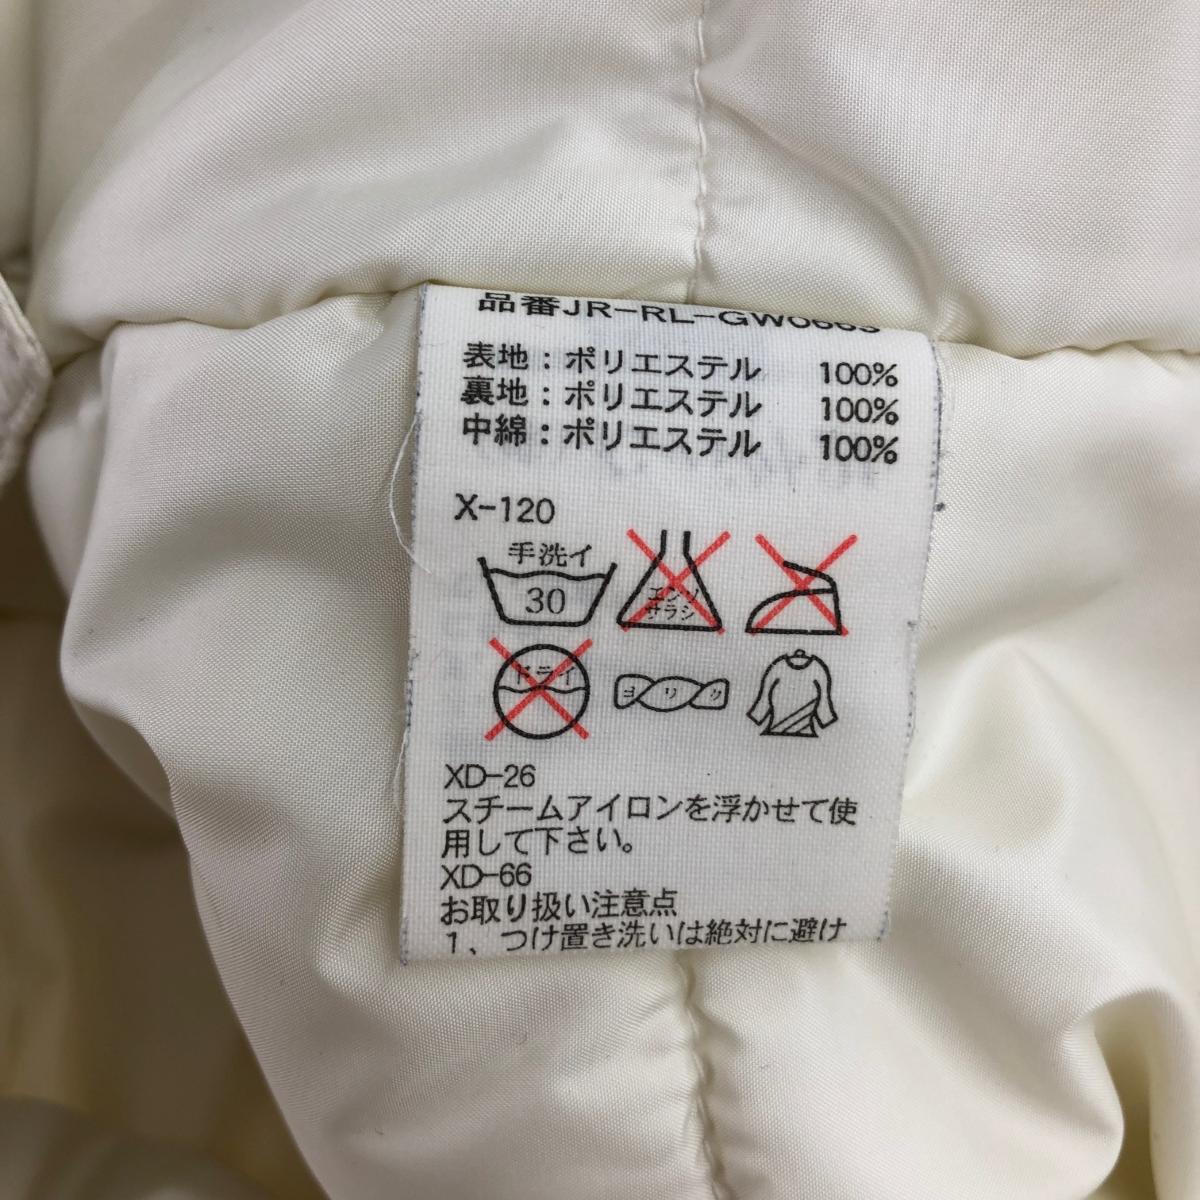 品番JR-RL-GW0663
表地：ポリエステル 100%
裏地：ポリエステル 100%
中綿：ポリエステル 100%
X-120
手洗イ
30
エンソ
サラシ
ドライ
ヨワク
XD-26
スチームアイロンを浮かせて使
用して下さい。
XD-66
お取り扱い注意点
1、つけ置き洗いは絶対に避け